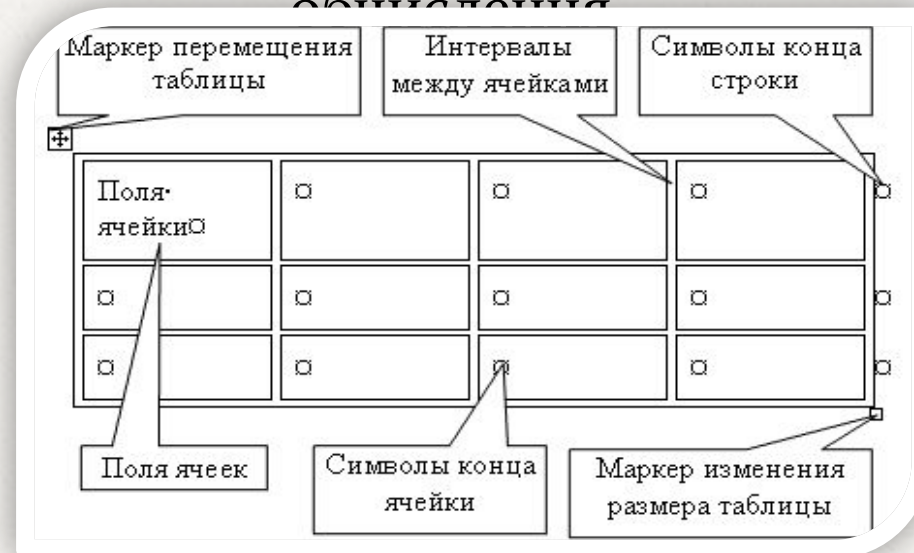 Маркер перемещения
таблицы
Интервалы
между ячейками
Символы конца
строки
Поля·
ячейки¤
¤
¤
¤
¤
¤
¤
¤
¤
¤
¤
¤
¤
¤
¤
Поля ячеек
Символы конца
ячейки
Маркер изменения
размера таблицы